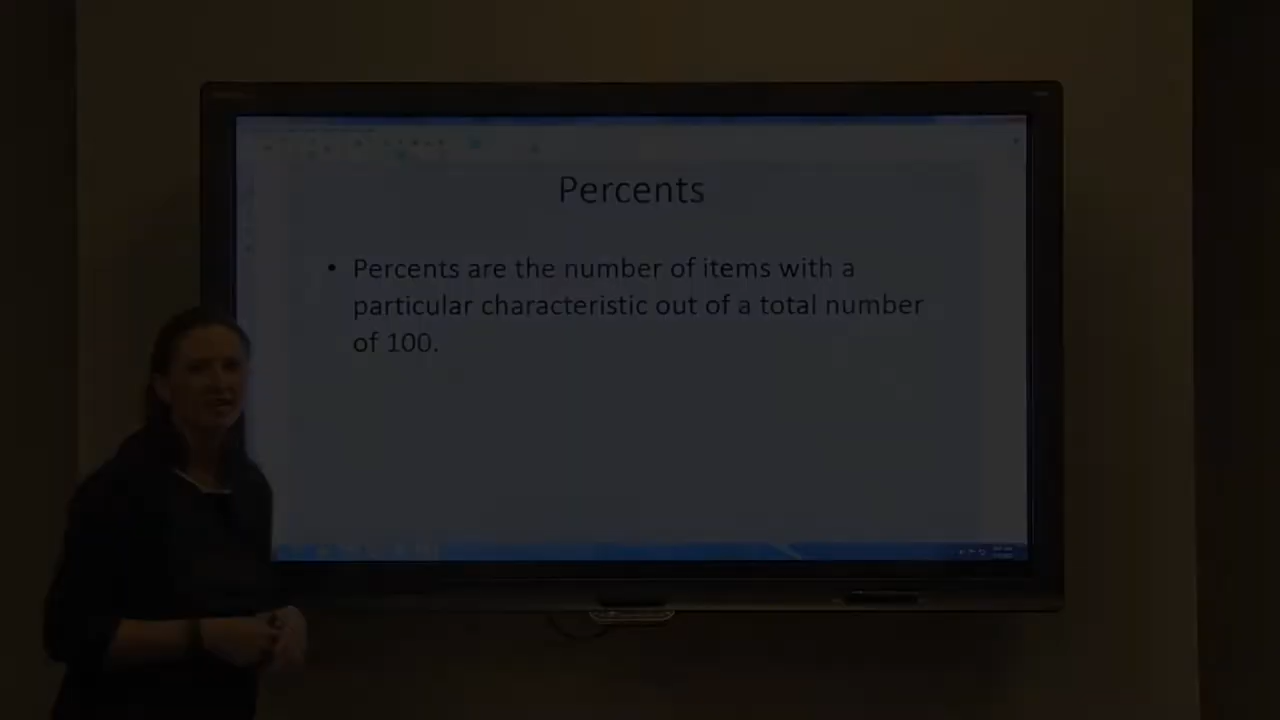 Percents
• Percents are the number of items with a
particular characteristic out of a total number
of 100.